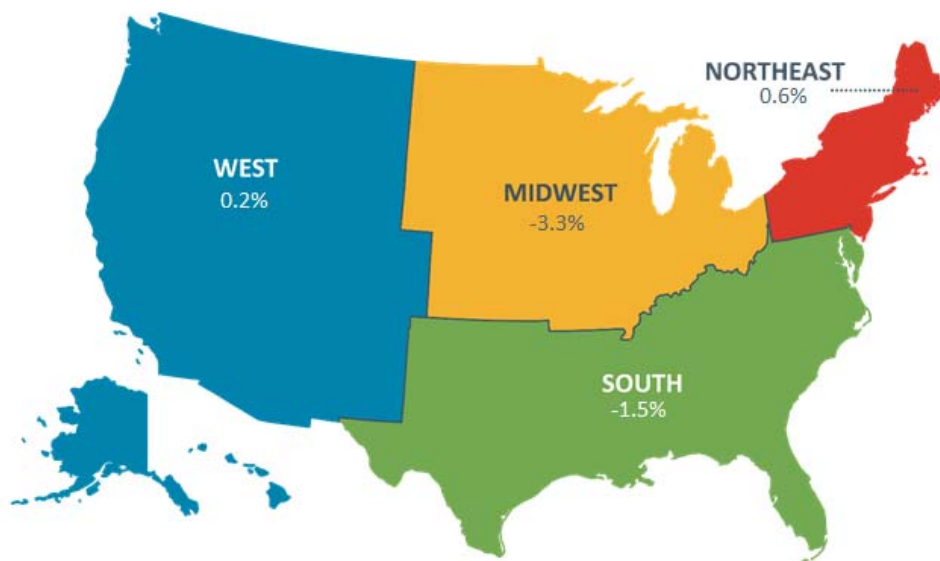 NORTHEAST
0.6%
WEST
0.2%
MIDWEST
-3.3%
SOUTH
-1.5%